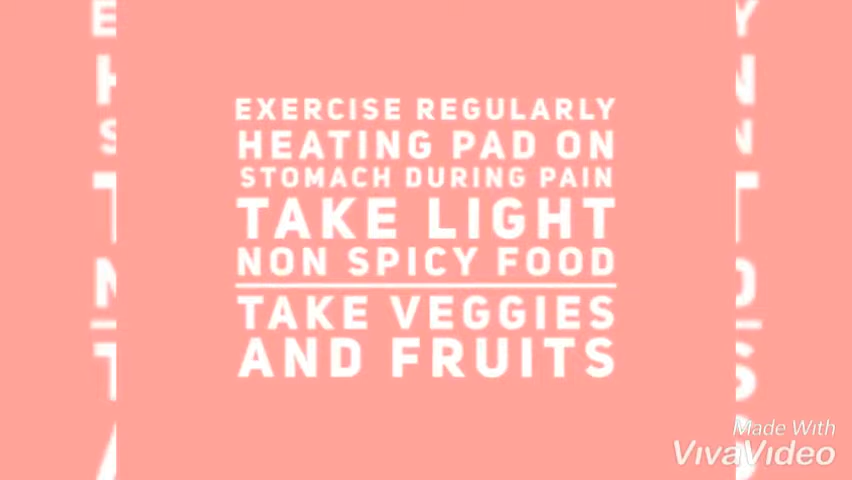 EXERCISE REGULARLY
HEATING PAD ON
STOMACH DURING PAIN
TAKE LIGHT
NON SPICY FOOD
TAKE VEGGIES
AND FRUITS
Made With
VivaVideo